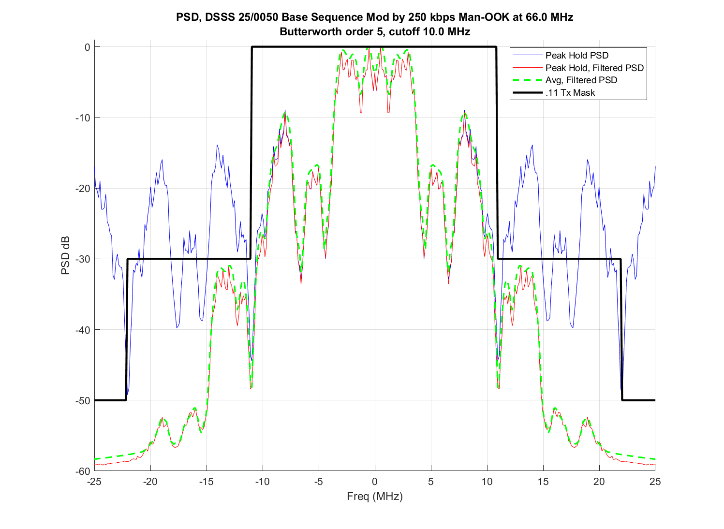 PSD, DSSS 25/0050 Base Sequence Mod by 250 kbps Man-OOK at 66.0 MHz
Butterworth order 5, cutoff 10.0 MHz
Peak Hold PSD
Peak Hold, Filtered PSD
Avg, Filtered PSD
.11 Tx Mask
PSD dB
0
-10
-20
-30
-40
-50
-60
-25
-20
-15
-10
-5
0
5
10
15
20
25
Freq (MHz)